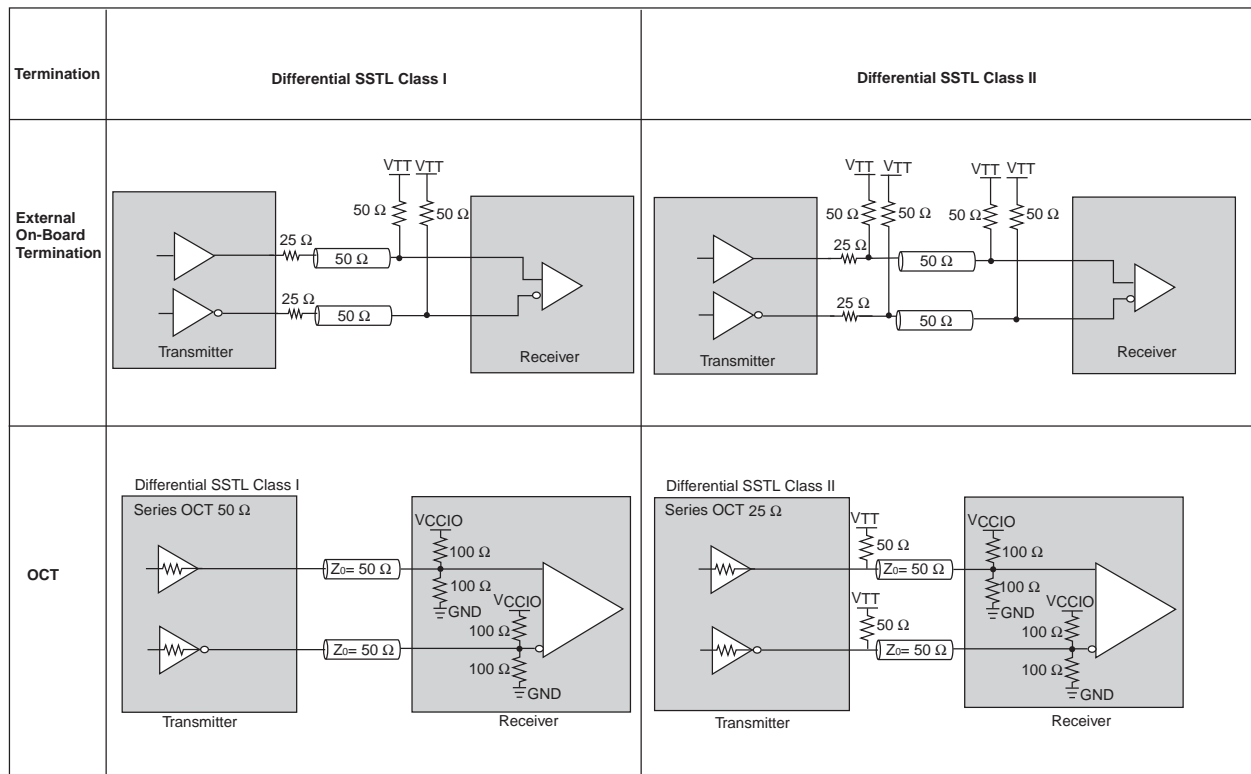 Termination
Differential SSTL Class I
Differential SSTL Class II
External
On-Board
Termination
VTT VTT
50 Ω 50 Ω
25 Ω
50 Ω
25 Ω
50 Ω
Transmitter
Receiver
VTT VTT VTT VTT
50 Ω 50 Ω 50 Ω 50 Ω
25 Ω
50 Ω
25 Ω
50 Ω
Transmitter
Receiver
OCT
Differential SSTL Class I
Series OCT 50 Ω
VCCIO
100 Ω
Z0= 50 Ω
100 Ω
GND
VCCIO
100 Ω
Z0= 50 Ω
100 Ω
GND
Transmitter
Receiver
Differential SSTL Class II
Series OCT 25 Ω
VTT
50 Ω
VCCIO
100 Ω
Z0= 50 Ω
100 Ω
GND
VTT
50 Ω
VCCIO
100 Ω
Z0= 50 Ω
100 Ω
GND
Transmitter
Receiver